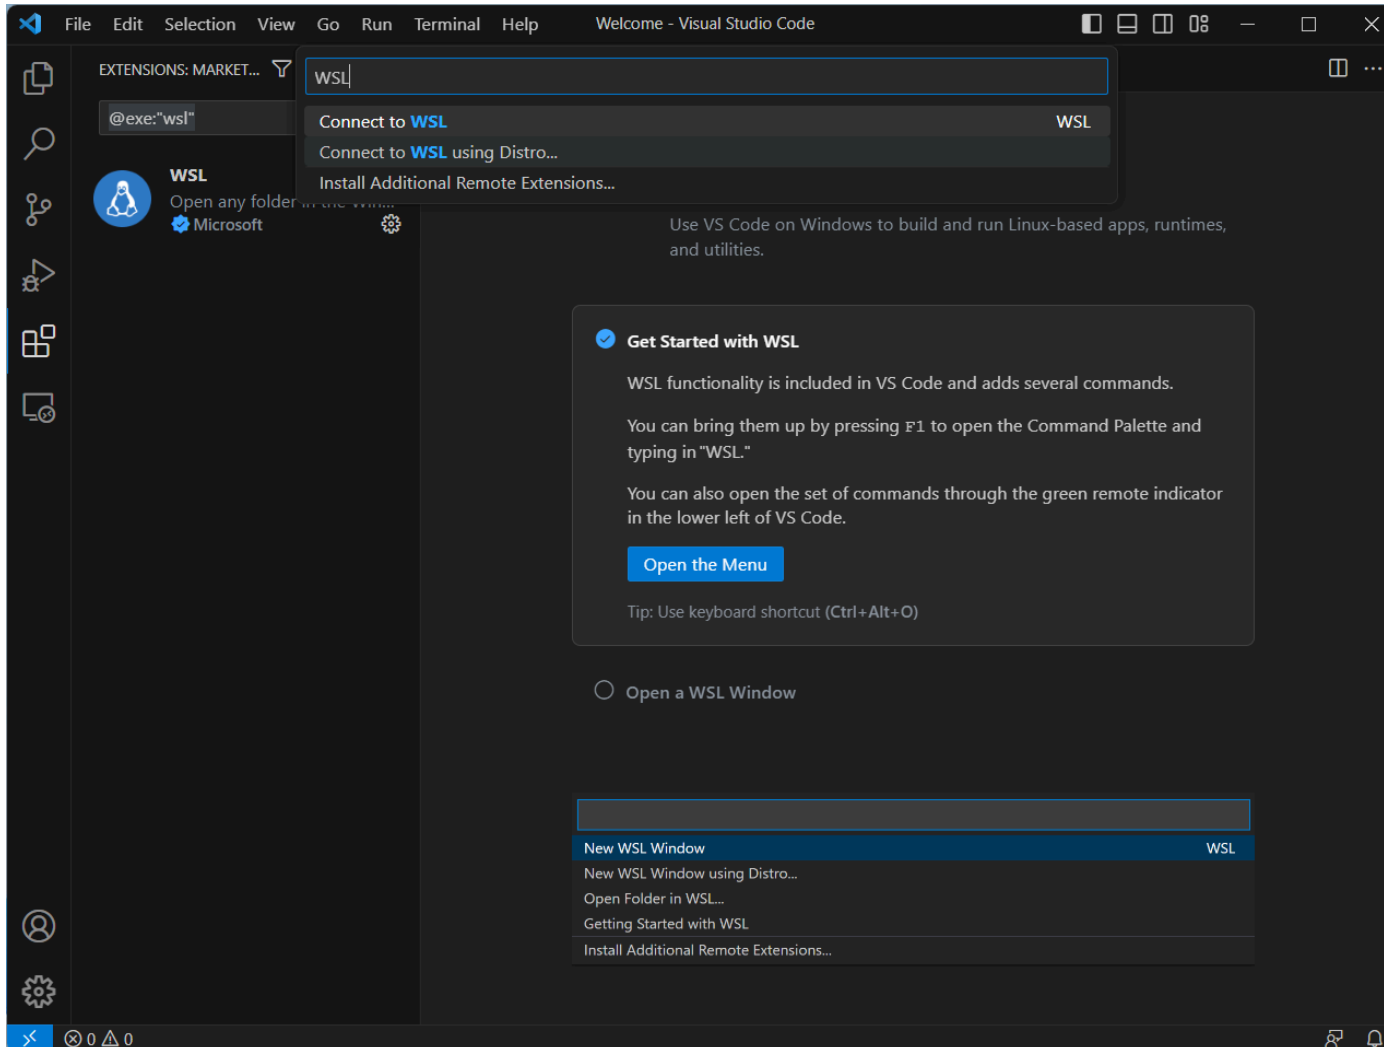 File Edit Selection View Go Run Terminal Help Welcome - Visual Studio Code
EXTENSIONS: MARKET...
WSL
@exe:"wsl"
Connect to WSL WSL
Connect to WSL using Distro...
Install Additional Remote Extensions...
WSL
Open any folder in the Win...
Microsoft
Use VS Code on Windows to build and run Linux-based apps, runtimes,
and utilities.
Get Started with WSL
WSL functionality is included in VS Code and adds several commands.
You can bring them up by pressing F1 to open the Command Palette and
typing in "WSL."
You can also open the set of commands through the green remote indicator
in the lower left of VS Code.
Open the Menu
Tip: Use keyboard shortcut (Ctrl+Alt+O)
Open a WSL Window
New WSL Window WSL
New WSL Window using Distro...
Open Folder in WSL...
Getting Started with WSL
Install Additional Remote Extensions...
0 0